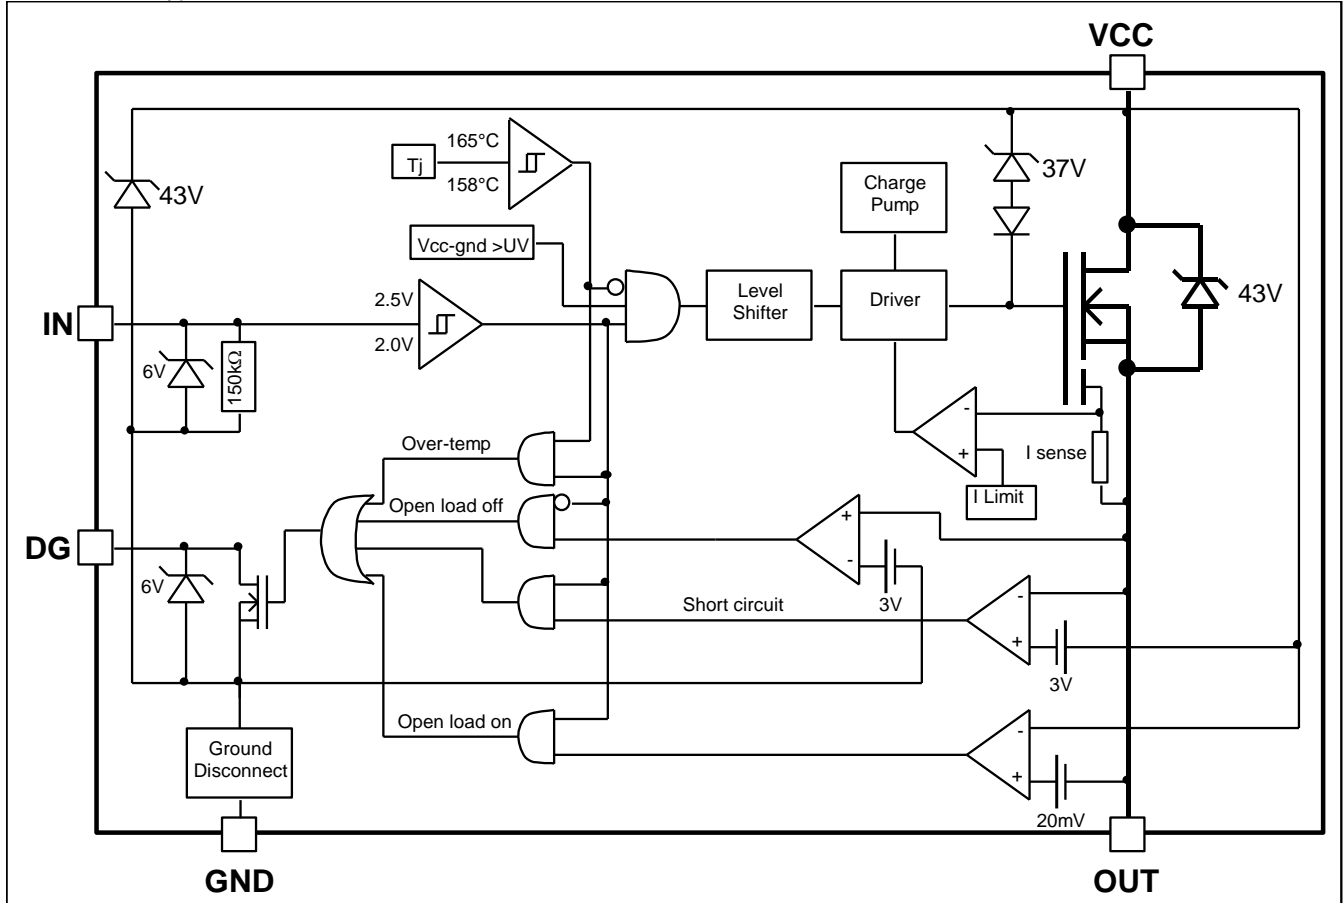 VCC
165°C
Tj
158°C
43V
37V
Charge
Pump
Vcc-gnd >UV
2.5V
IN
2.0V
Level
Shifter
Driver
43V
6V
150kΩ
-
+
I sense
I Limit
Over-temp
Open load off
DG
6V
+
-
3V
Short circuit
-
+
3V
Open load on
Ground
Disconnect
-
+
20mV
GND
OUT